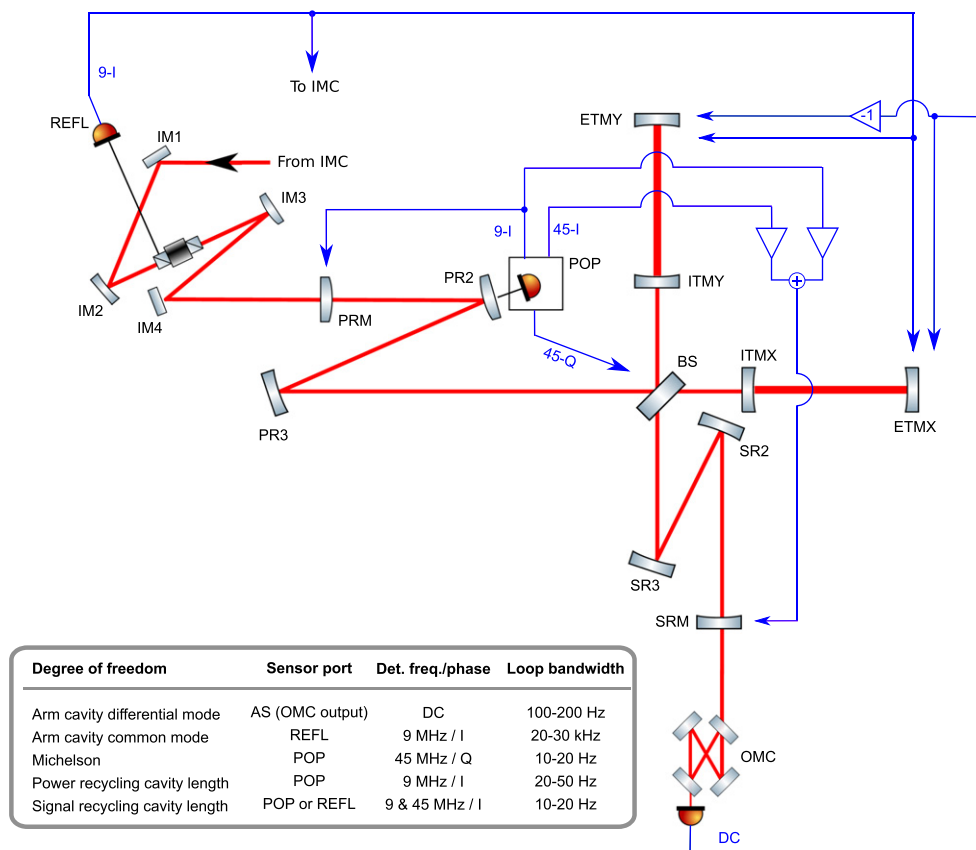 9-I
To IMC
REFL
IM1
From IMC
IM3
ETMY
-1
9-I
45-I
POP
PR2
ITMY
IM2
IM4
PRM
45-Q
BS
ITMX
PR3
ETMX
SR2
SR3
SRM
Degree of freedom Sensor port Det. freq./phase Loop bandwidth
Arm cavity differential mode AS (OMC output) DC 100-200 Hz
Arm cavity common mode REFL 9 MHz / I 20-30 kHz
Michelson POP 45 MHz / Q 10-20 Hz
Power recycling cavity length POP 9 MHz / I 20-50 Hz
Signal recycling cavity length POP or REFL 9 & 45 MHz / I 10-20 Hz
OMC
DC